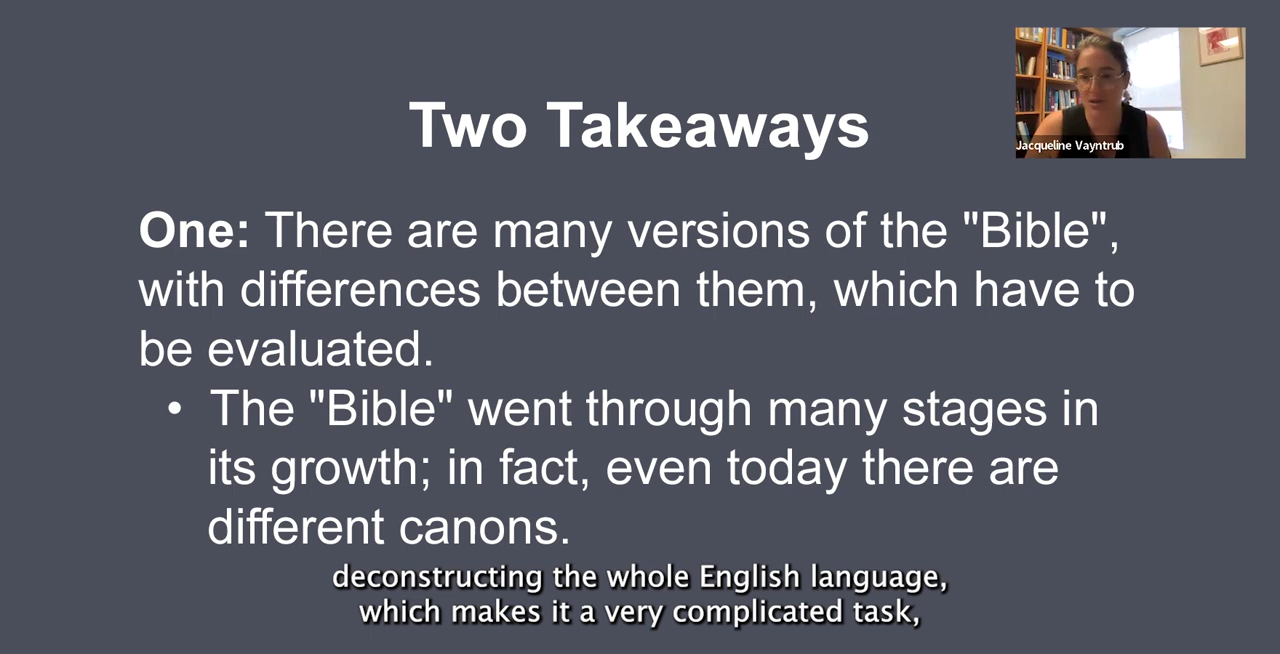 Two Takeaways
Jacqueline Vayntrub
One: There are many versions of the "Bible",
with differences between them, which have to
be evaluated.
• The "Bible" went through many stages in
its growth; in fact, even today there are
different canons.
deconstructing the whole English language,
which makes it a very complicated task,